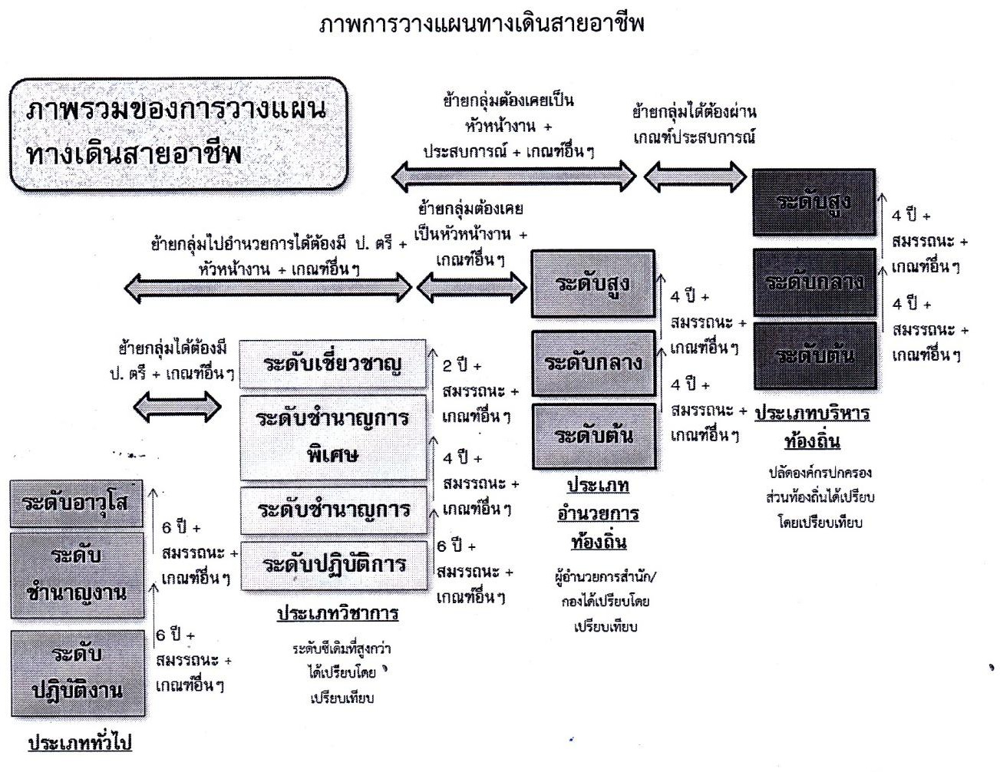 ภาพการวางแผนทางเดินสายอาชีพ
ภาพรวมของการวางแผน
ทางเดินสายอาชีพ
ย้ายกลุ่มต้องเคยเป็น
หัวหน้างาน +
ประสบการณ์ + เกณฑ์อื่นๆ
ย้ายกลุ่มได้ต้องผ่าน
เกณฑ์ประสบการณ์
ย้ายกลุ่มไปอำนวยการได้ต้องมี ป. ตรี +
หัวหน้างาน + เกณฑ์อื่นๆ
ย้ายกลุ่มต้องเคย
เป็นหัวหน้างาน +
เกณฑ์อื่นๆ
ย้ายกลุ่มได้ต้องมี
ป. ตรี + เกณฑ์อื่นๆ
ระดับอาวุโส
ระดับ
ชำนาญงาน
ระดับ
ปฏิบัติงาน
ประเภททั่วไป
6 ปี +
สมรรถนะ +
เกณฑ์อื่นๆ
6 ปี +
สมรรถนะ +
เกณฑ์อื่นๆ
ระดับเชี่ยวชาญ
ระดับชำนาญการ
พิเศษ
ระดับชำนาญการ
ระดับปฏิบัติการ
ประเภทวิชาการ
ระดับซีเดิมที่สูงกว่า
ได้เปรียบโดย
เปรียบเทียบ
2 ปี +
สมรรถนะ +
เกณฑ์อื่นๆ
4 ปี +
สมรรถนะ +
เกณฑ์อื่นๆ
6 ปี +
สมรรถนะ +
เกณฑ์อื่นๆ
ระดับสูง
ระดับกลาง
ระดับต้น
ประเภท
อำนวยการ
ท้องถิ่น
ผู้อำนวยการสำนัก/
กองได้เปรียบโดย
เปรียบเทียบ
4 ปี +
สมรรถนะ +
เกณฑ์อื่นๆ
4 ปี +
สมรรถนะ +
เกณฑ์อื่นๆ
ระดับสูง
ระดับกลาง
ระดับต้น
ประเภทบริหาร
ท้องถิ่น
ปลัดองค์กรปกครอง
ส่วนท้องถิ่นได้เปรียบ
โดยเปรียบเทียบ
4 ปี +
สมรรถนะ +
เกณฑ์อื่นๆ
4 ปี +
สมรรถนะ +
เกณฑ์อื่นๆ